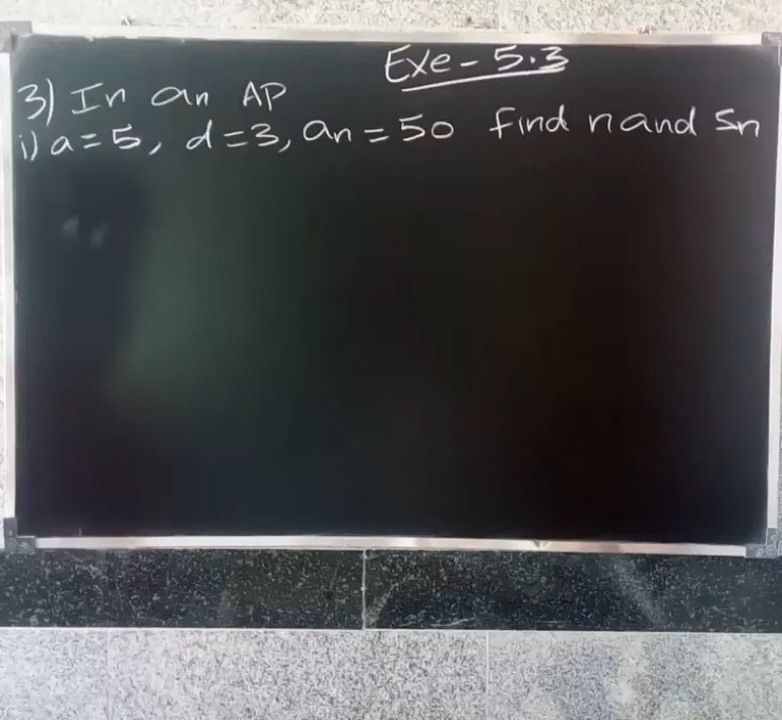 Exe - 5.3
3) In an AP
i) a = 5, d = 3, an = 50 find n and Sn